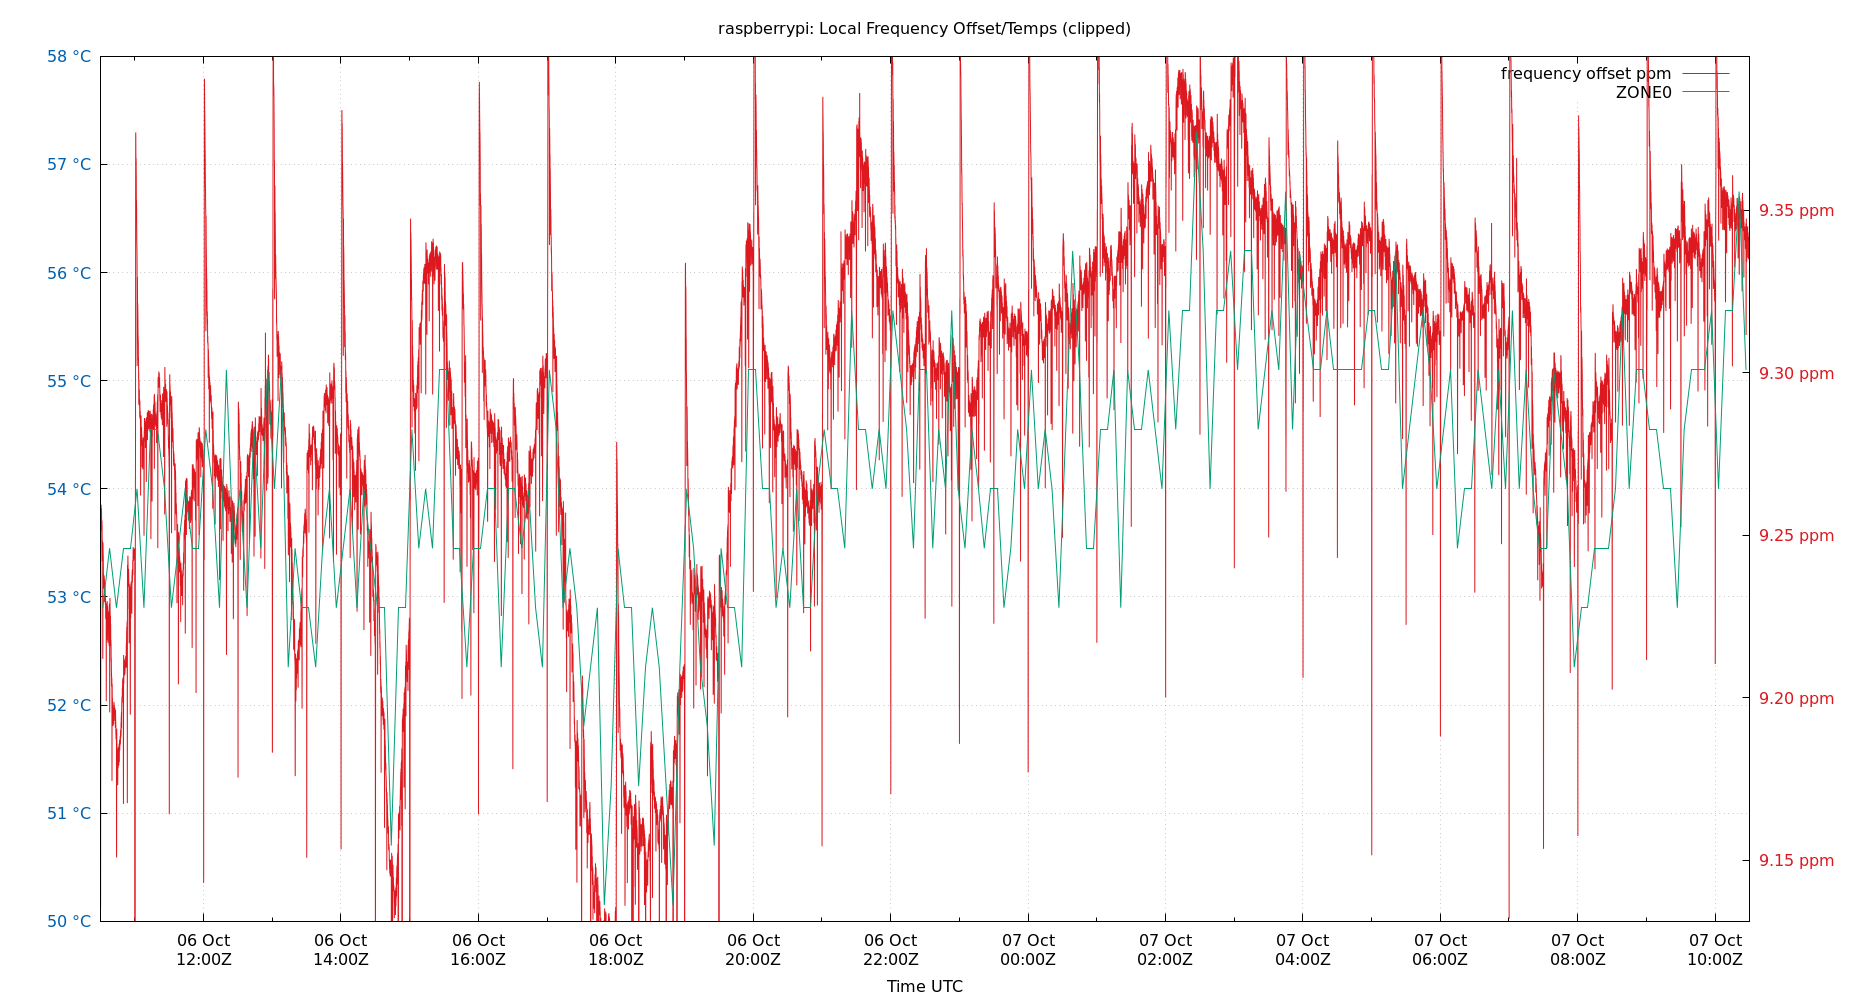 raspberrypi: Local Frequency Offset/Temps (clipped)
58 °C
57 °C
56 °C
55 °C
54 °C
53 °C
52 °C
51 °C
50 °C
frequency offset ppm
ZONE0
9.35 ppm
9.30 ppm
9.25 ppm
9.20 ppm
9.15 ppm
06 Oct 06 Oct 06 Oct 06 Oct 06 Oct 06 Oct 07 Oct 07 Oct 07 Oct 07 Oct 07 Oct 07 Oct
12:00Z 14:00Z 16:00Z 18:00Z 20:00Z 22:00Z 00:00Z 02:00Z 04:00Z 06:00Z 08:00Z 10:00Z
Time UTC